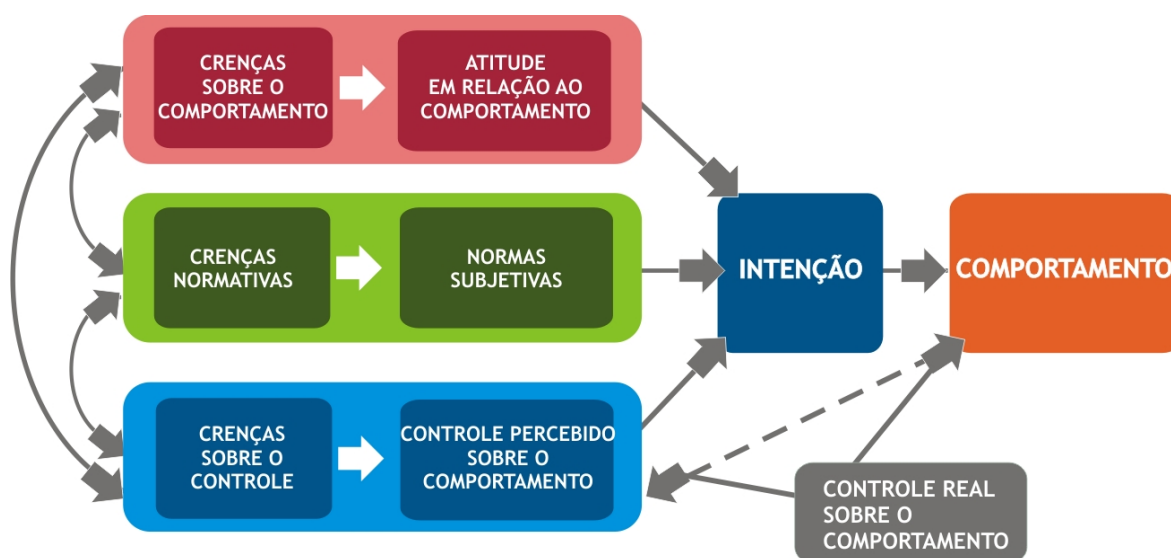 CRENÇAS
SOBRE O
COMPORTAMENTO
ATITUDE
EM RELAÇÃO AO
COMPORTAMENTO
CRENÇAS
NORMATIVAS
NORMAS
SUBJETIVAS
INTENÇÃO
COMPORTAMENTO
CRENÇAS
SOBRE O
CONTROLE
CONTROLE PERCEBIDO
SOBRE O
COMPORTAMENTO
CONTROLE REAL
SOBRE O
COMPORTAMENTO